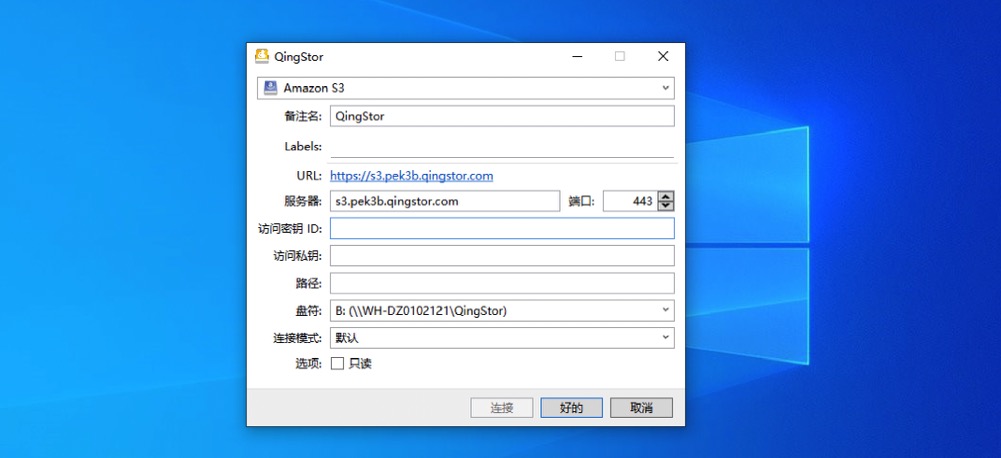 QingStor
Amazon S3
备注名: QingStor
Labels:
URL: https://s3.pek3b.qingstor.com
服务器: s3.pek3b.qingstor.com 端口: 443
访问密钥 ID:
访问私钥:
路径:
盘符: B: (\\WH-DZ0102121\QingStor)
连接模式: 默认
选项: 只读
连接 好的 取消